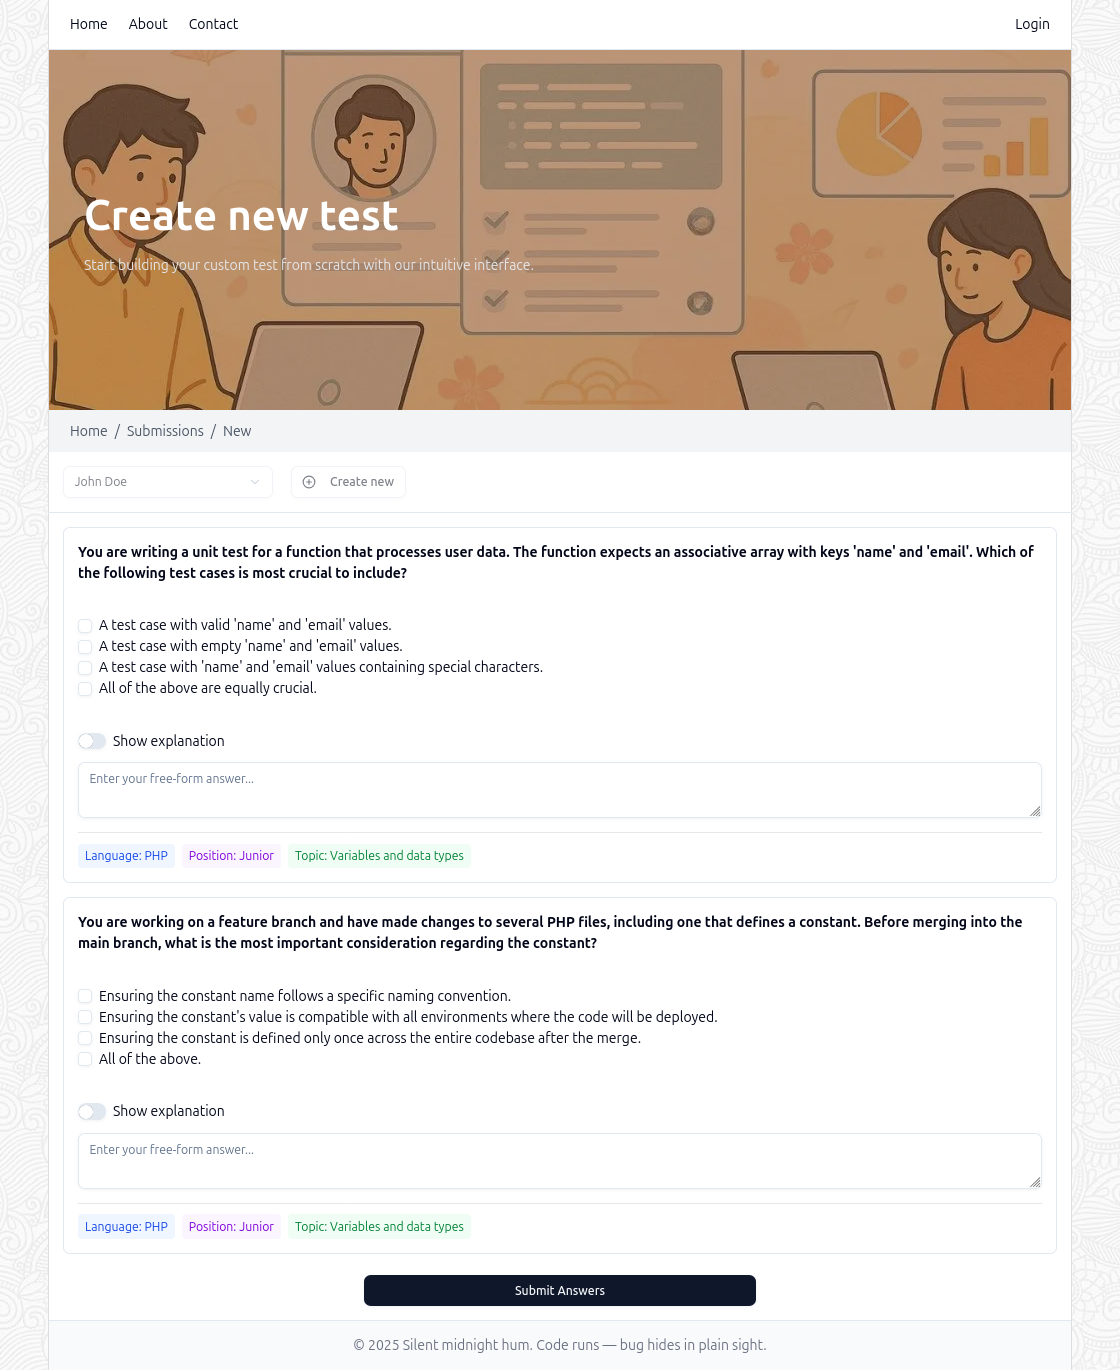 Home About Contact Login
Create new test
Start building your custom test from scratch with our intuitive interface.
Home / Submissions / New
John Doe Create new
You are writing a unit test for a function that processes user data. The function expects an associative array with keys 'name' and 'email'. Which of
the following test cases is most crucial to include?
A test case with valid 'name' and 'email' values.
A test case with empty 'name' and 'email' values.
A test case with 'name' and 'email' values containing special characters.
All of the above are equally crucial.
Show explanation
Enter your free-form answer...
Language: PHP Position: Junior Topic: Variables and data types
You are working on a feature branch and have made changes to several PHP files, including one that defines a constant. Before merging into the
main branch, what is the most important consideration regarding the constant?
Ensuring the constant name follows a specific naming convention.
Ensuring the constant's value is compatible with all environments where the code will be deployed.
Ensuring the constant is defined only once across the entire codebase after the merge.
All of the above.
Show explanation
Enter your free-form answer...
Language: PHP Position: Junior Topic: Variables and data types
Submit Answers
© 2025 Silent midnight hum. Code runs — bug hides in plain sight.